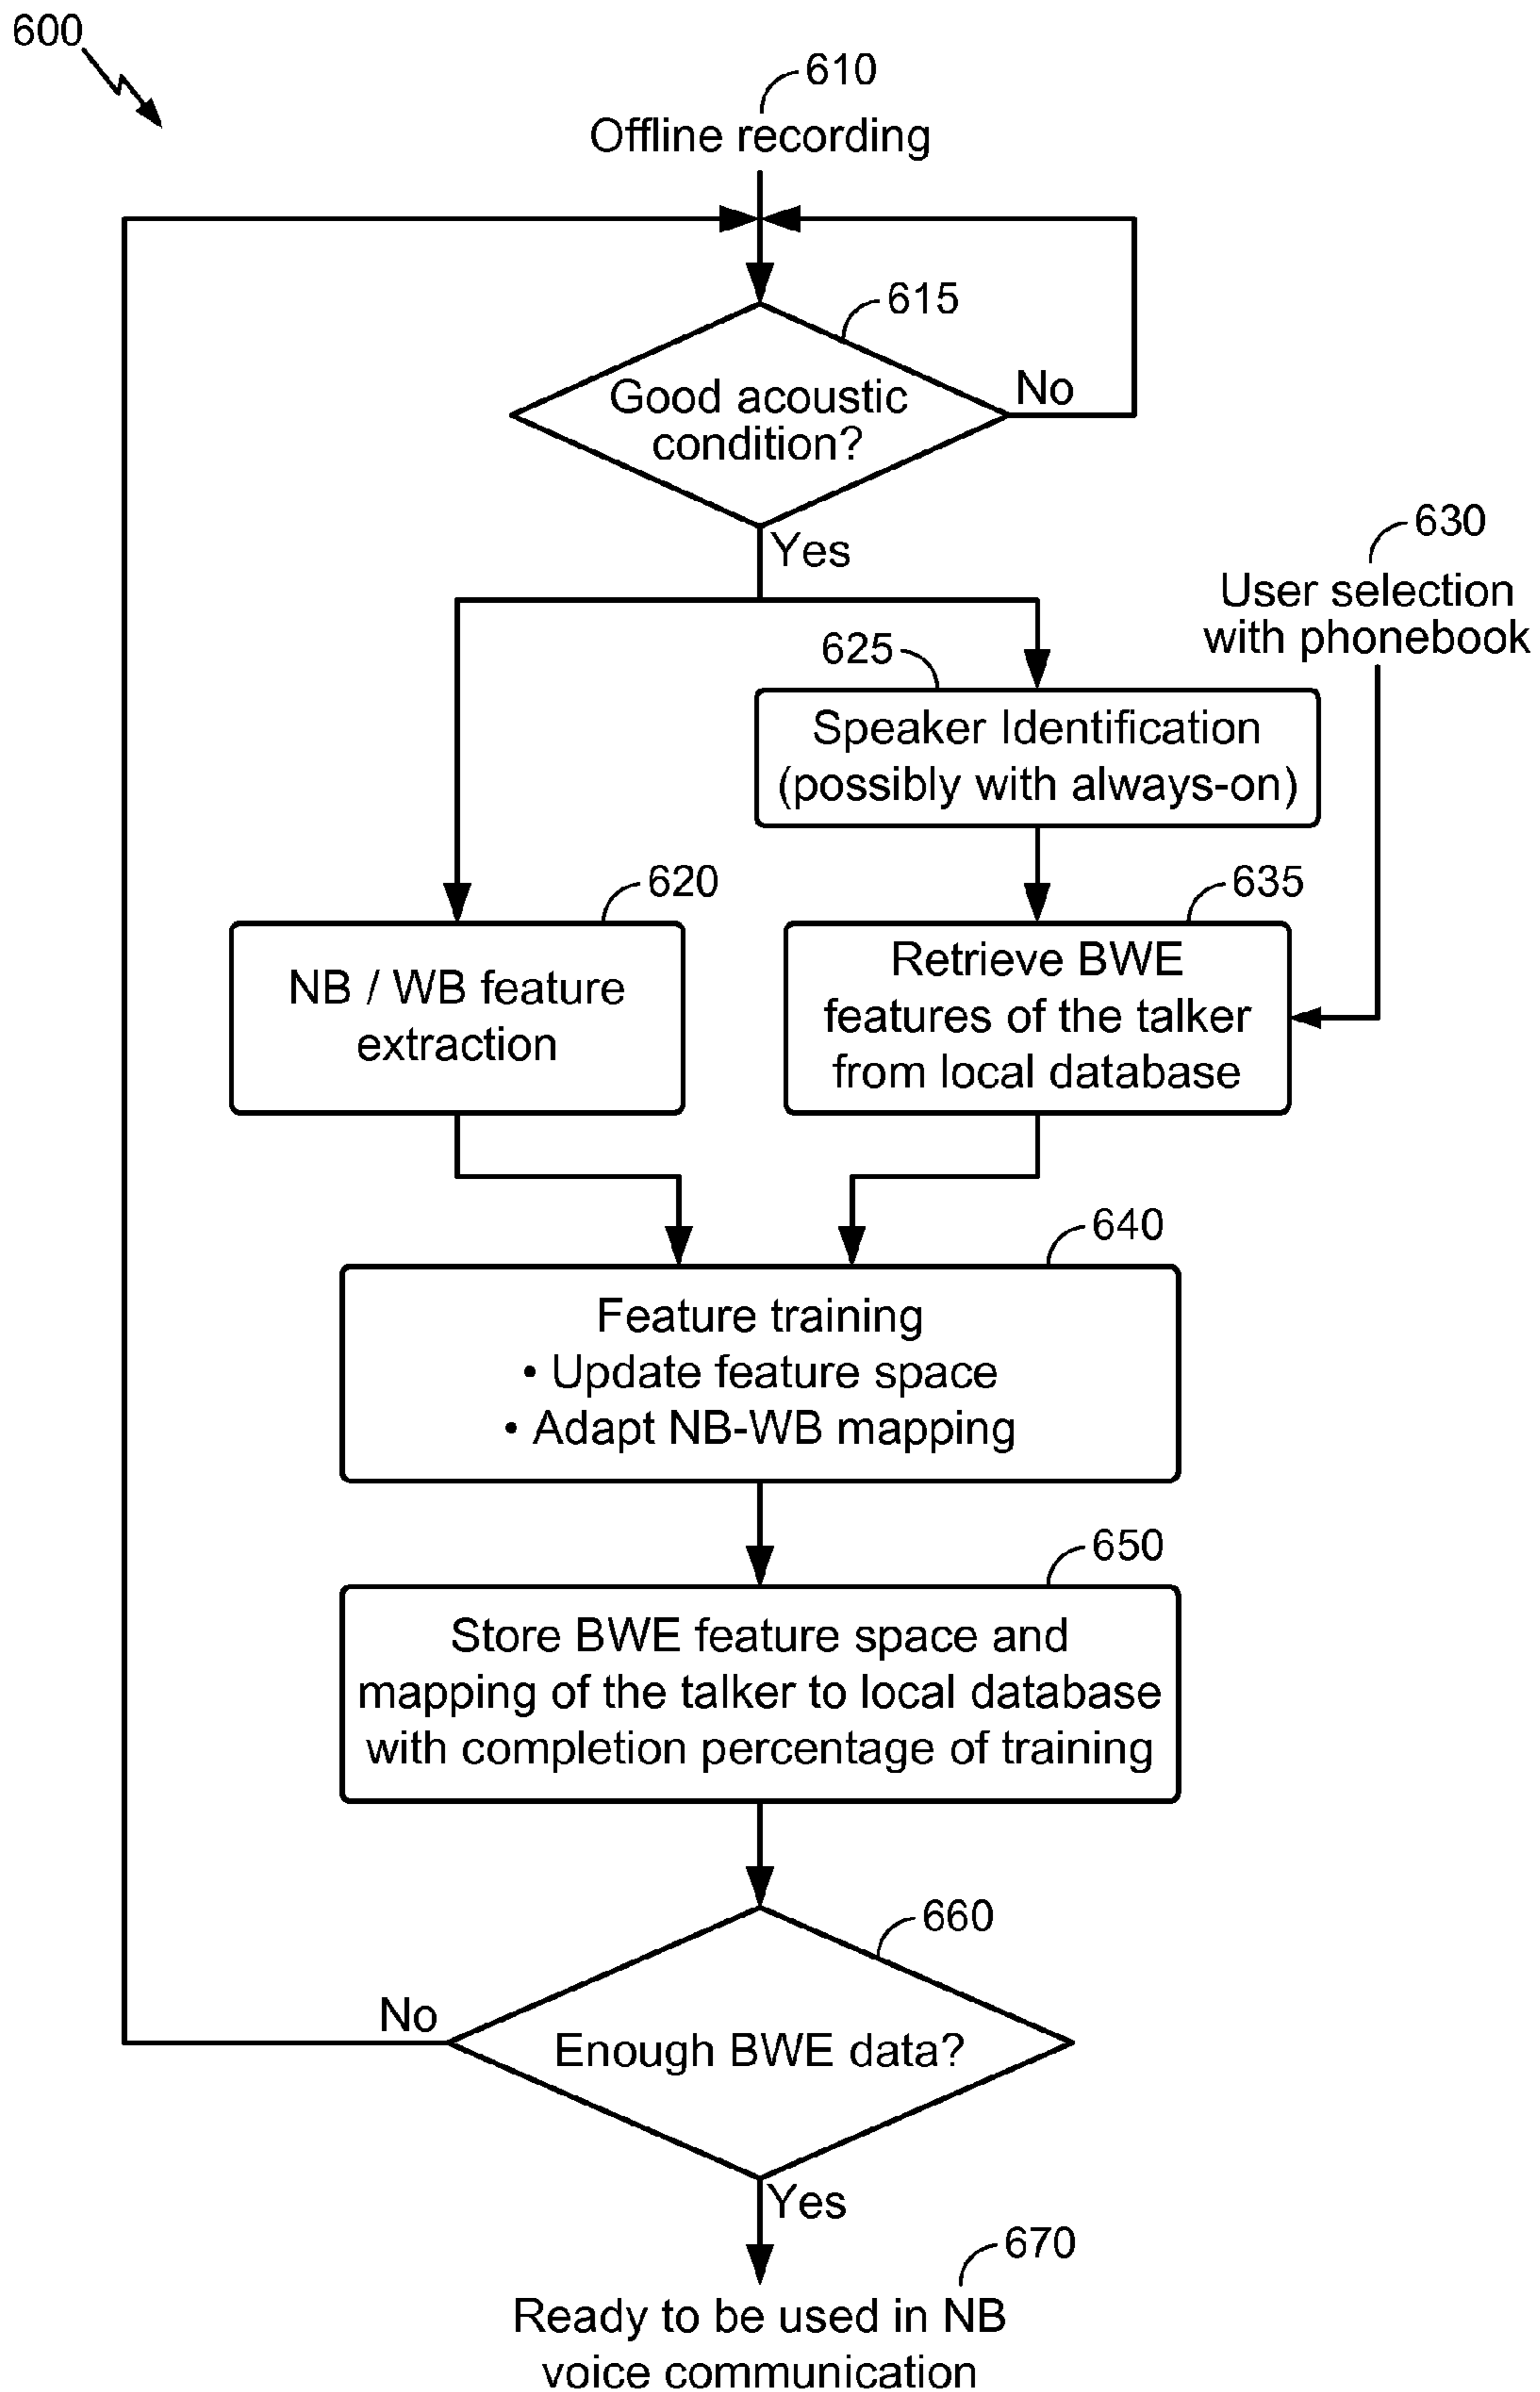 600
610
Offline recording
615
Good acoustic
condition?
No
Yes
630
User selection
with phonebook
625
Speaker Identification
(possibly with always-on)
620
NB / WB feature
extraction
635
Retrieve BWE
features of the talker
from local database
640
Feature training
• Update feature space
• Adapt NB-WB mapping
650
Store BWE feature space and
mapping of the talker to local database
with completion percentage of training
660
No
Enough BWE data?
Yes
670
Ready to be used in NB
voice communication